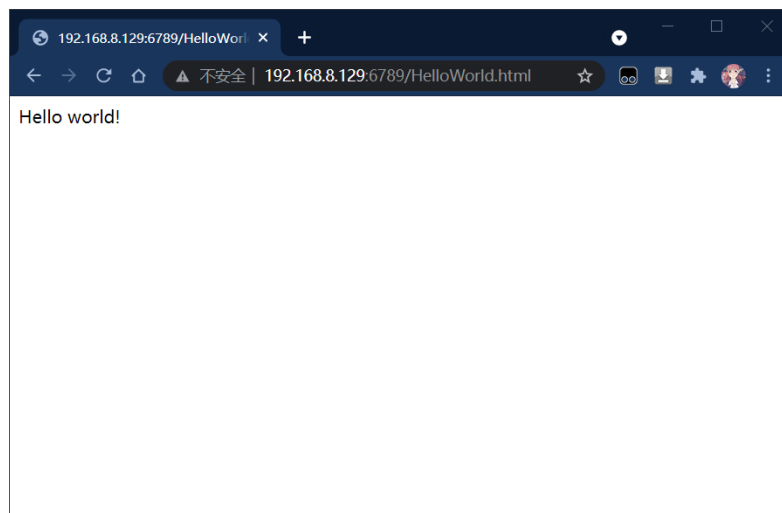 192.168.8.129:6789/HelloWorl
不安全 | 192.168.8.129:6789/HelloWorld.html
Hello world!